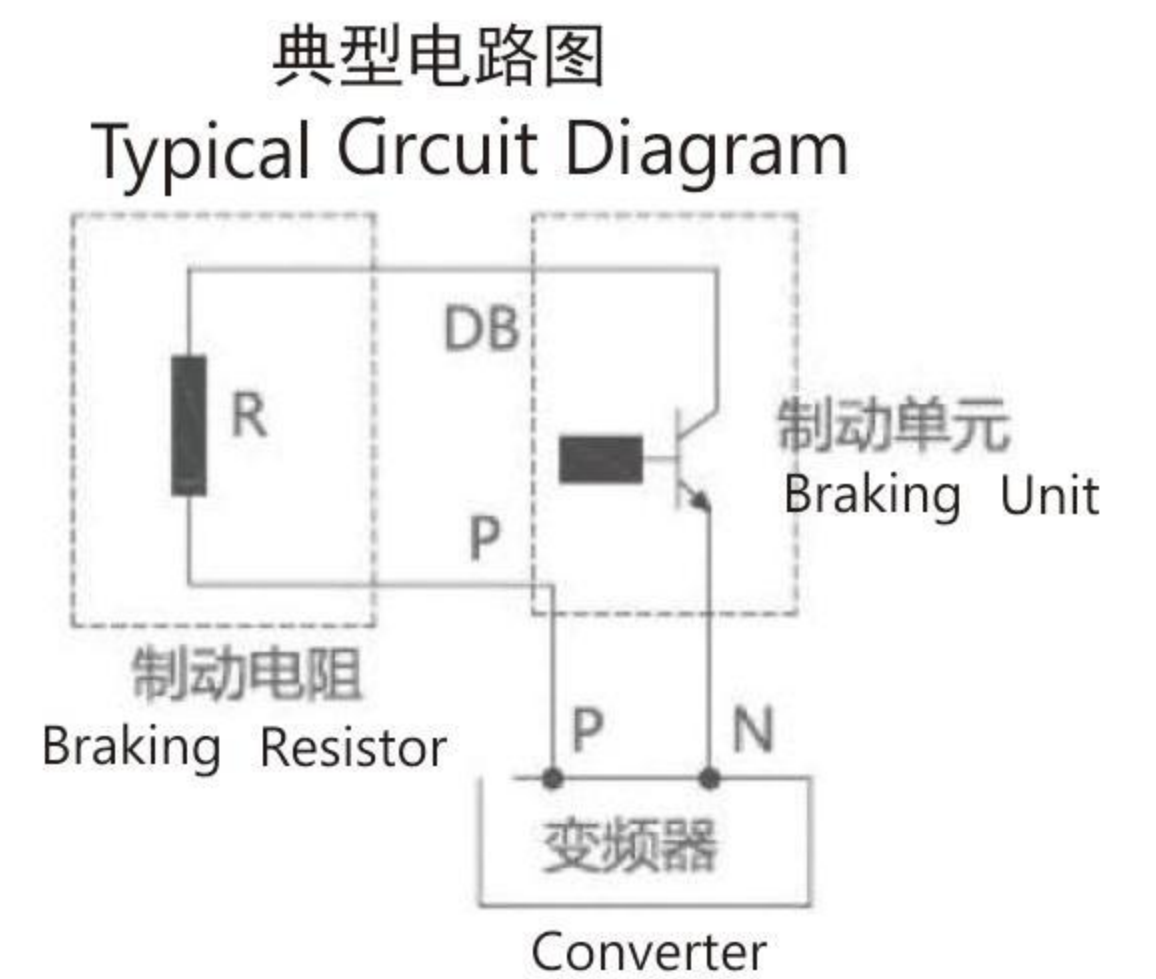 典型电路图
Typical Circuit Diagram
DB
R
制动单元
Braking Unit
P
制动电阻
Braking Resistor
P
N
变频器
Converter